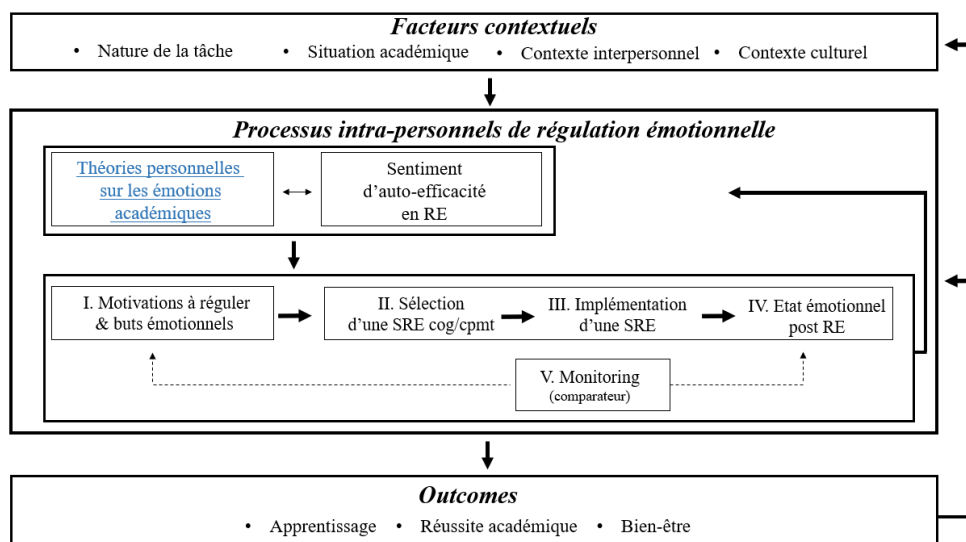 Facteurs contextuels
• Nature de la tâche • Situation académique • Contexte interpersonnel • Contexte culturel
Processus intra-personnels de régulation émotionnelle
Théories personnelles
sur les émotions
académiques
Sentiment
d’auto-efficacité
en RE
I. Motivations à réguler
& buts émotionnels
II. Sélection
d’une SRE cog/cpmt
III. Implémentation
d’une SRE
IV. Etat émotionnel
post RE
V. Monitoring
(comparateur)
Outcomes
• Apprentissage • Réussite académique • Bien-être